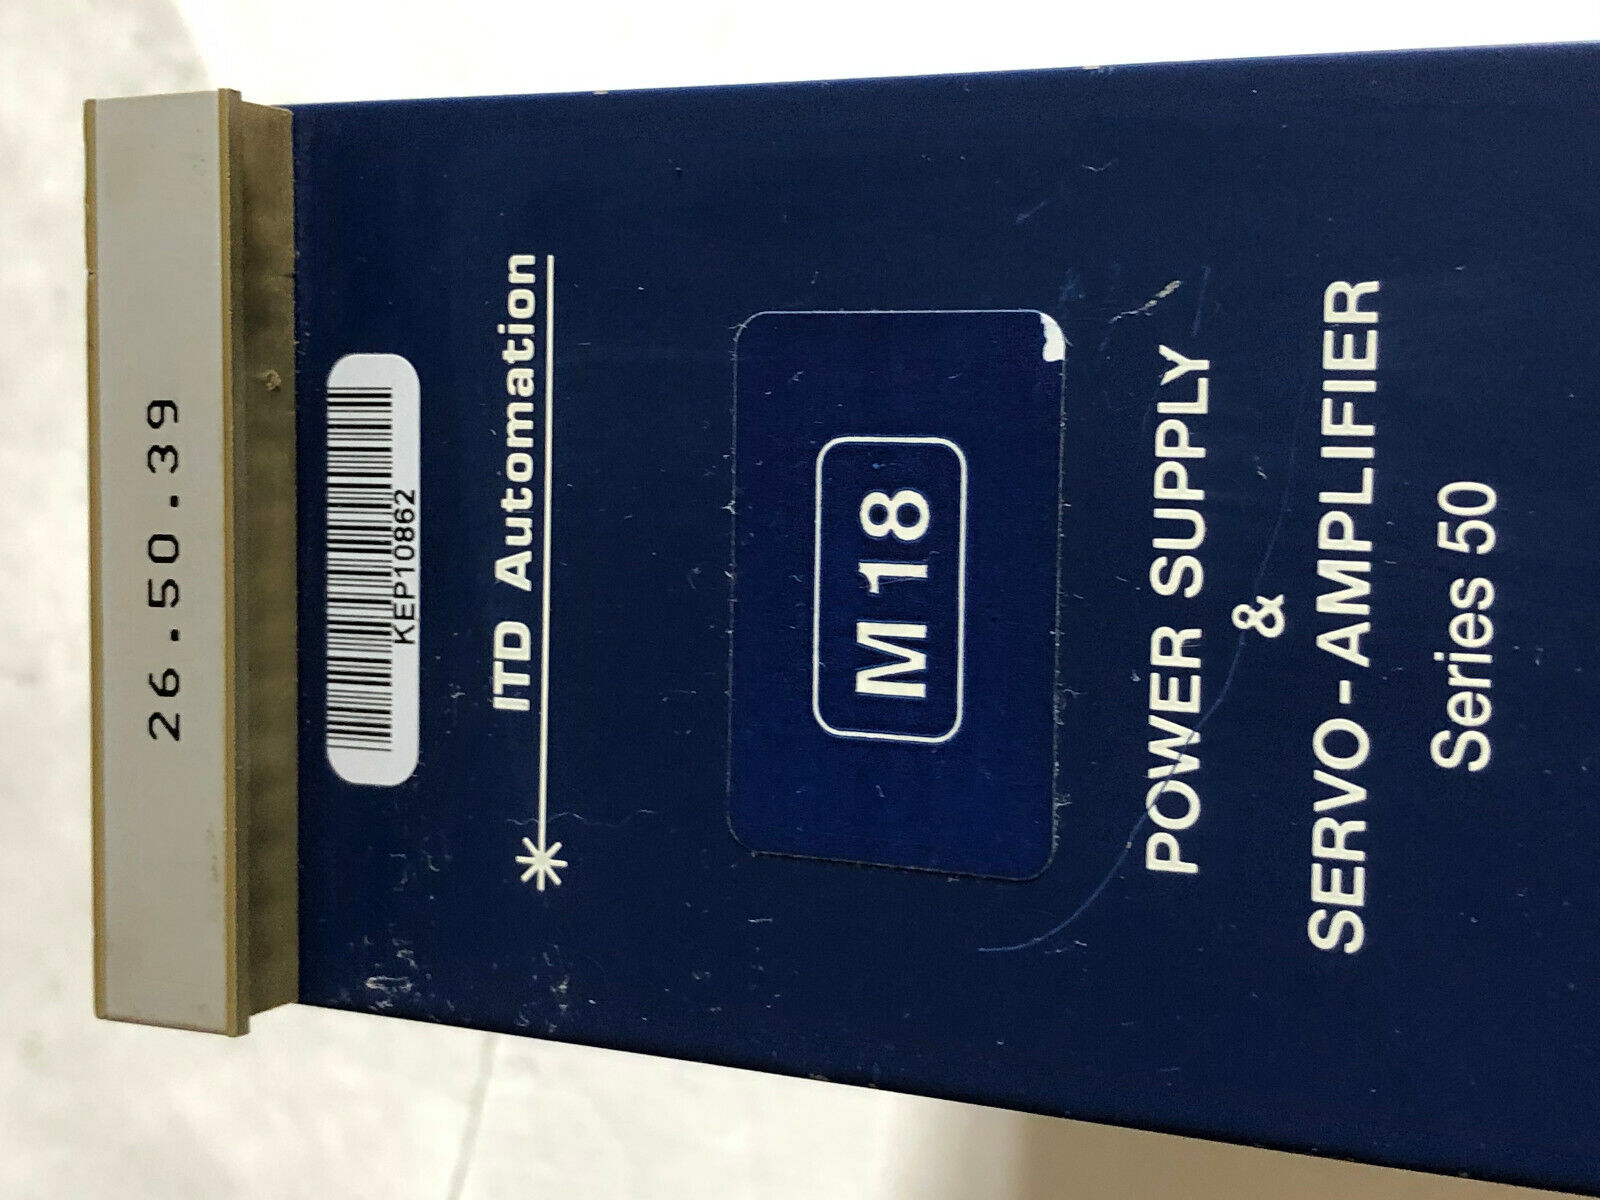 26.50.39
KEP10862
ITD Automation
M18
POWER SUPPLY
&
SERVO-AMPLIFIER
Series 50